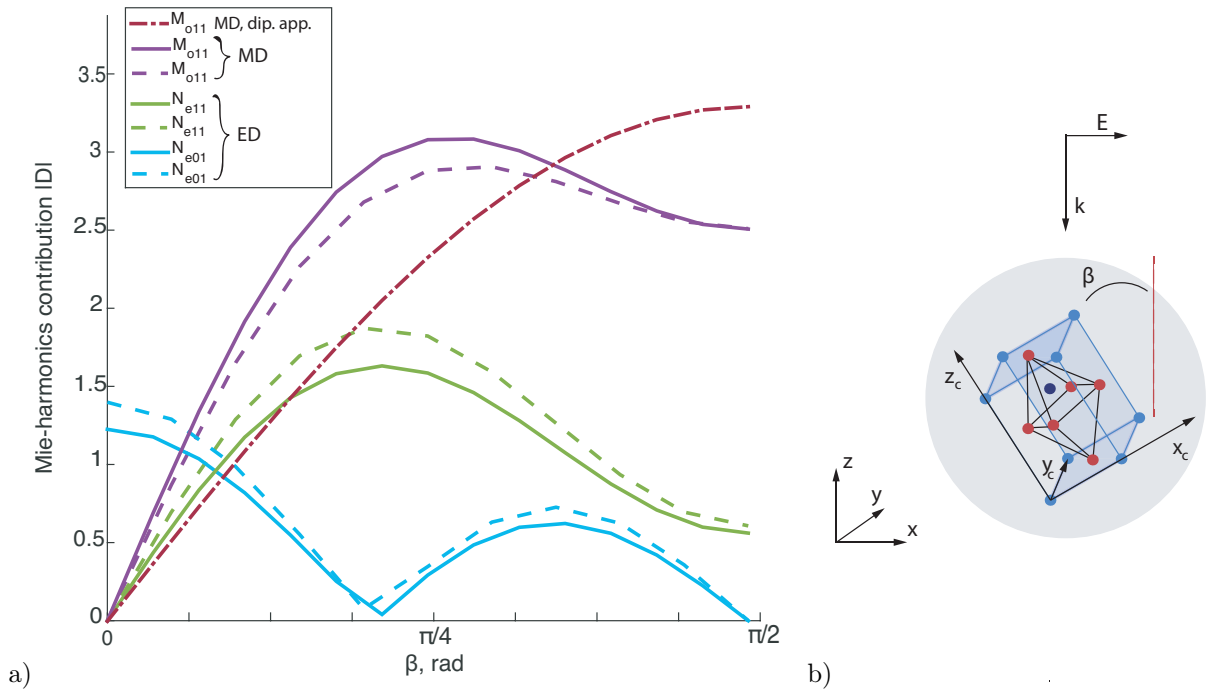 M_o11 MD, dip. app.
M_o11
M_o11
MD
N_e11
N_e11
N_e01
N_e01
ED
Mie-harmonics contribution |D|
3.5
3
2.5
2
1.5
1
0.5
0
0
π/4
π/2
β, rad
a)
E
k
β
z_c
y_c
x_c
z
y
x
b)